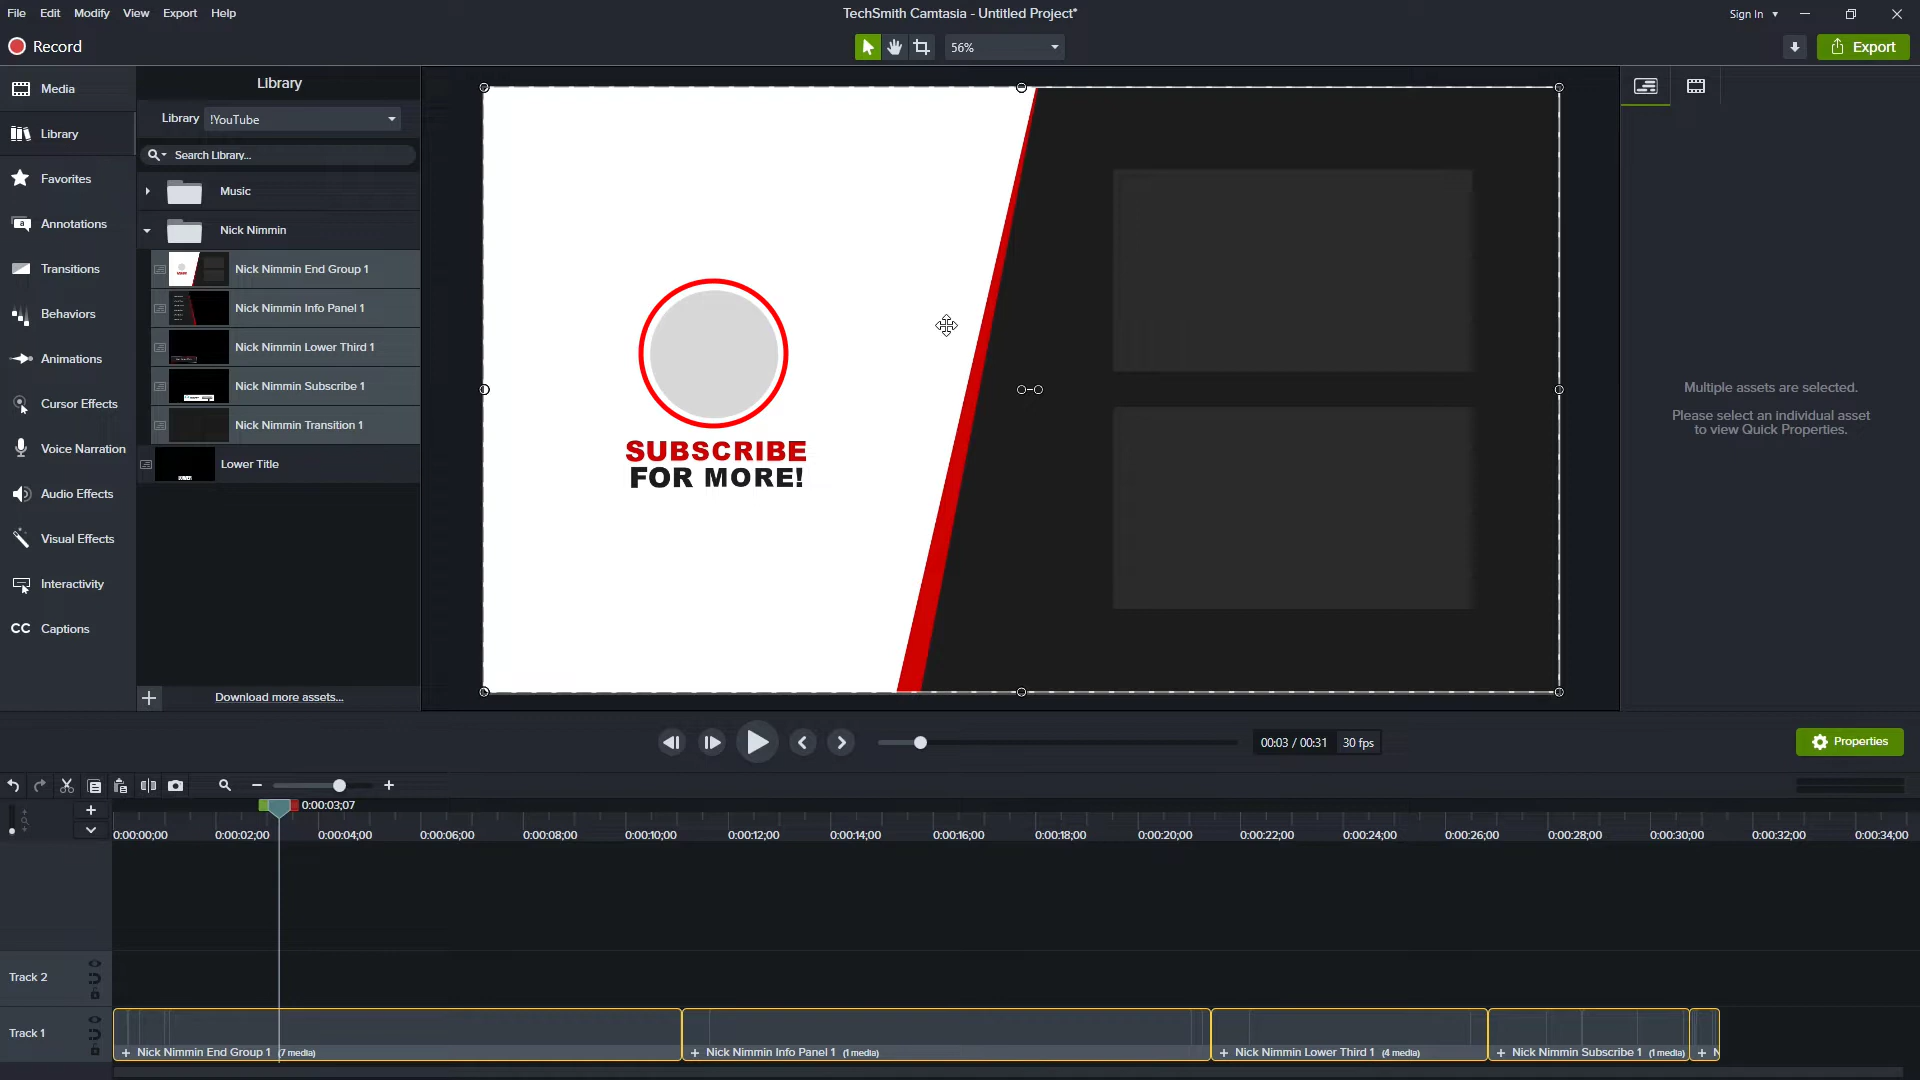 File Edit Modify View Export Help
TechSmith Camtasia - Untitled Project*
Sign In
Record
56%
Export
Media
Library
Favorites
Annotations
Transitions
Behaviors
Animations
Cursor Effects
Voice Narration
Audio Effects
Visual Effects
Interactivity
CC Captions
Library
Library !YouTube
Search Library...
Music
Nick Nimmin
Nick Nimmin End Group 1
Nick Nimmin Info Panel 1
Nick Nimmin Lower Third 1
Nick Nimmin Subscribe 1
Nick Nimmin Transition 1
Lower Title
Download more assets...
SUBSCRIBE
FOR MORE!
Multiple assets are selected.
Please select an individual asset
to view Quick Properties.
00:03 / 00:31 30 fps
Properties
0:00:03;07
0:00:00;00 0:00:02;00 0:00:04;00 0:00:06;00 0:00:08;00 0:00:10;00 0:00:12;00 0:00:14;00 0:00:16;00 0:00:18;00 0:00:20;00 0:00:22;00 0:00:24;00 0:00:26;00 0:00:28;00 0:00:30;00 0:00:32;00 0:00:34;00
Track 2
Track 1
+ Nick Nimmin End Group 1 (7 media) + Nick Nimmin Info Panel 1 (1 media) + Nick Nimmin Lower Third 1 (4 media) + Nick Nimmin Subscribe 1 (1 media) +